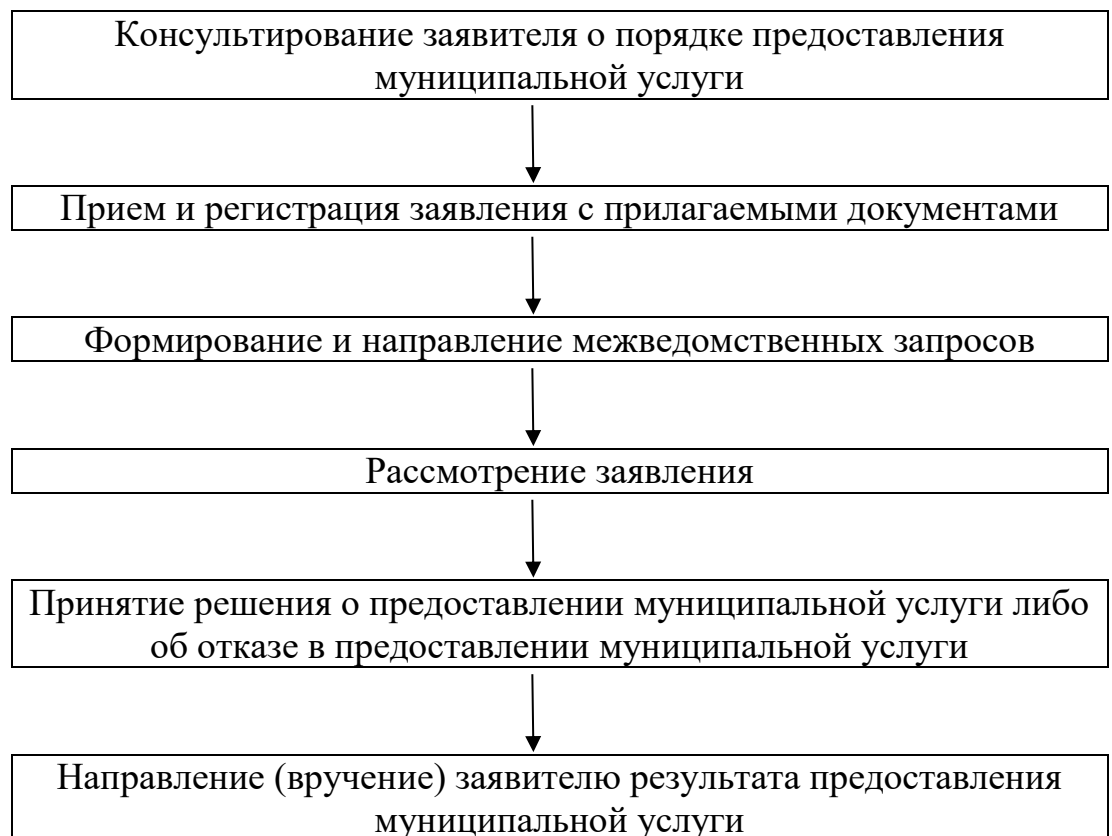 Консультирование заявителя о порядке предоставления
муниципальной услуги
Прием и регистрация заявления с прилагаемыми документами
Формирование и направление межведомственных запросов
Рассмотрение заявления
Принятие решения о предоставлении муниципальной услуги либо
об отказе в предоставлении муниципальной услуги
Направление (вручение) заявителю результата предоставления
муниципальной услуги